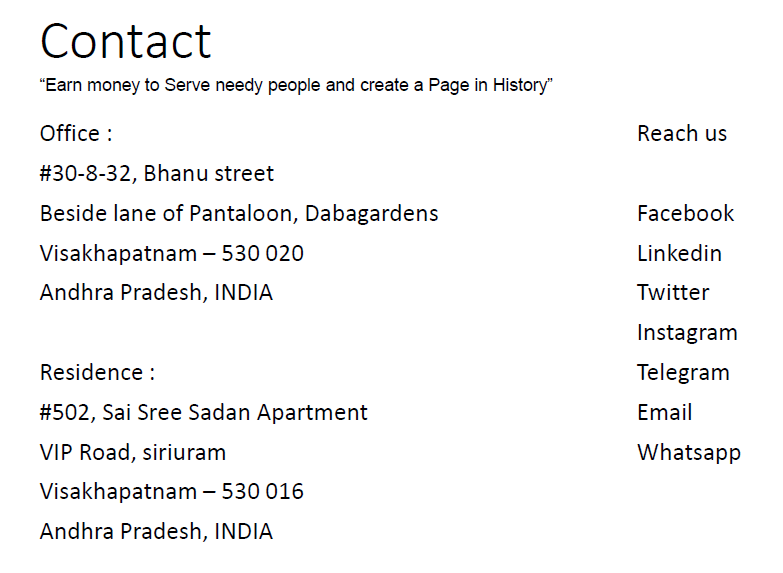 Contact
“Earn money to Serve needy people and create a Page in History”
Office :
#30-8-32, Bhanu street
Beside lane of Pantaloon, Dabagardens
Visakhapatnam – 530 020
Andhra Pradesh, INDIA
Residence :
#502, Sai Sree Sadan Apartment
VIP Road, siriuram
Visakhapatnam – 530 016
Andhra Pradesh, INDIA
Reach us
Facebook
Linkedin
Twitter
Instagram
Telegram
Email
Whatsapp